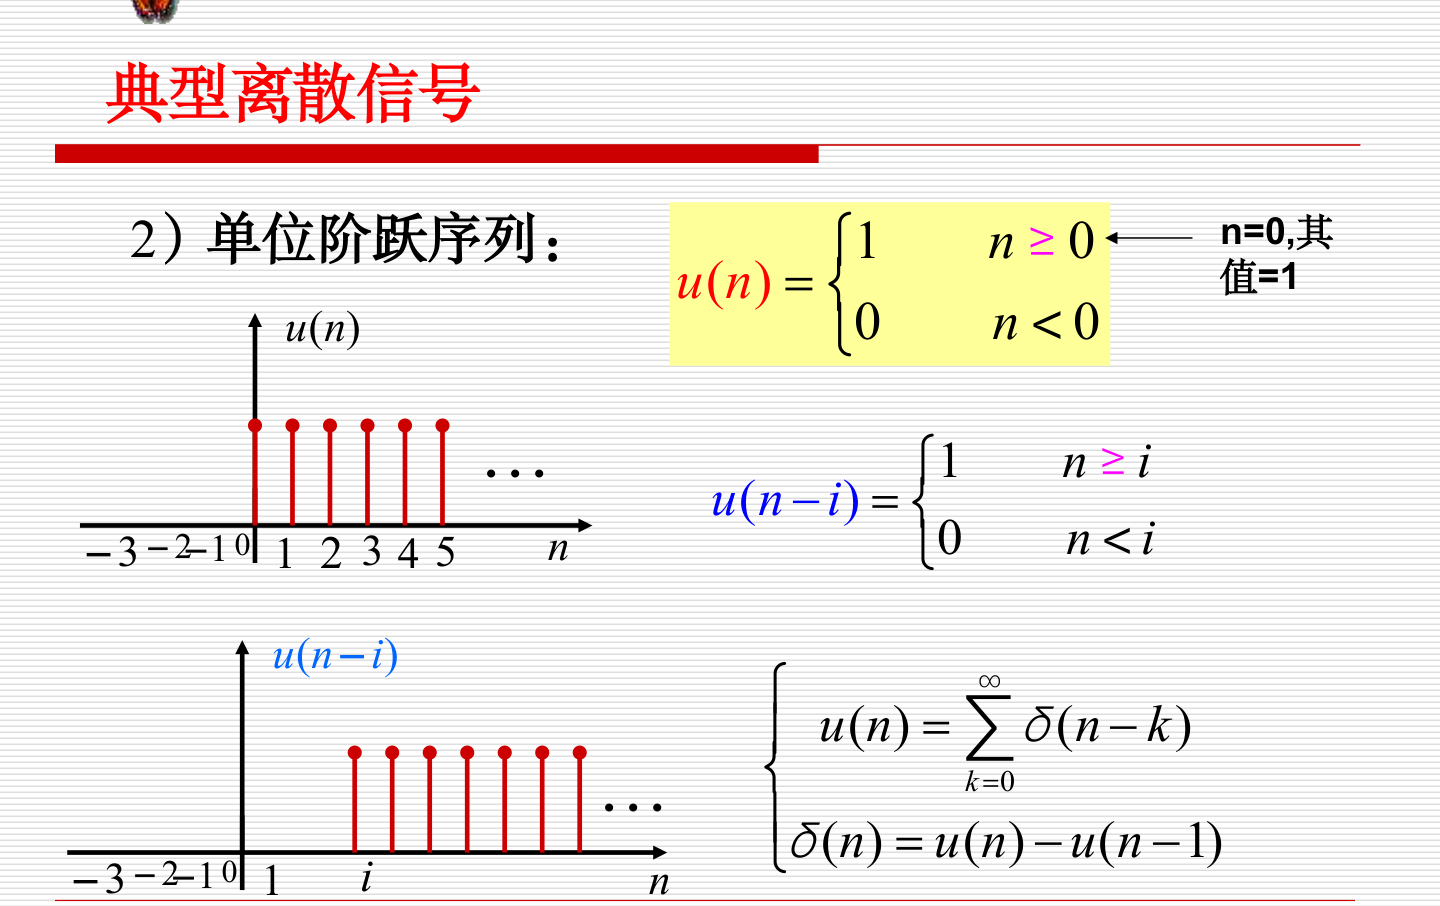 典型离散信号
2）单位阶跃序列：
u(n) = { 1 n ≥ 0
0 n < 0
n=0,其
值=1
u(n)
… 
−3 −2 −1 0 1 2 3 4 5 n
u(n−i) = { 1 n ≥ i
0 n < i
u(n−i)
…
−3 −2 −1 0 1 i n
{ u(n) = ∑_{k=0}^{∞} δ(n−k)
δ(n) = u(n) − u(n−1)